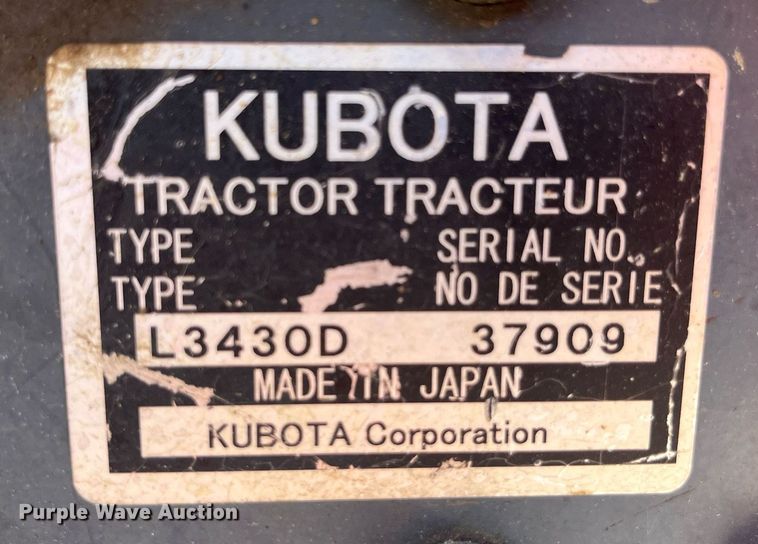 KUBOTA
TRACTOR TRACTEUR
TYPE SERIAL NO.
TYPE NO DE SERIE
L3430D 37909
MADE IN JAPAN
KUBOTA Corporation
Purple Wave Auction